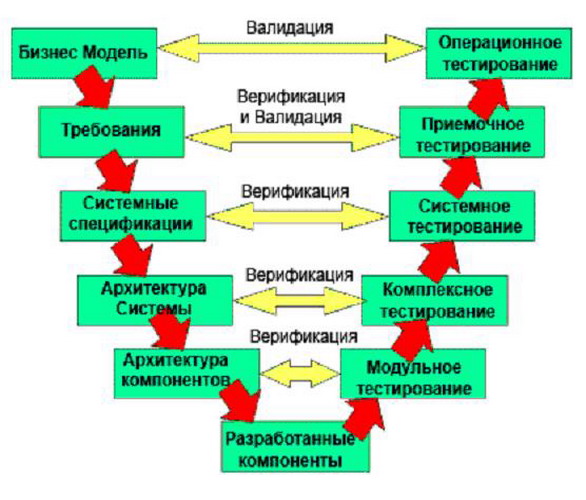 Валидация
Бизнес Модель
Операционное
тестирование
Верификация
и Валидация
Требования
Приемочное
тестирование
Верификация
Системные
спецификации
Системное
тестирование
Верификация
Архитектура
Системы
Комплексное
тестирование
Верификация
Архитектура
компонентов
Модульное
тестирование
Разработанные
компоненты